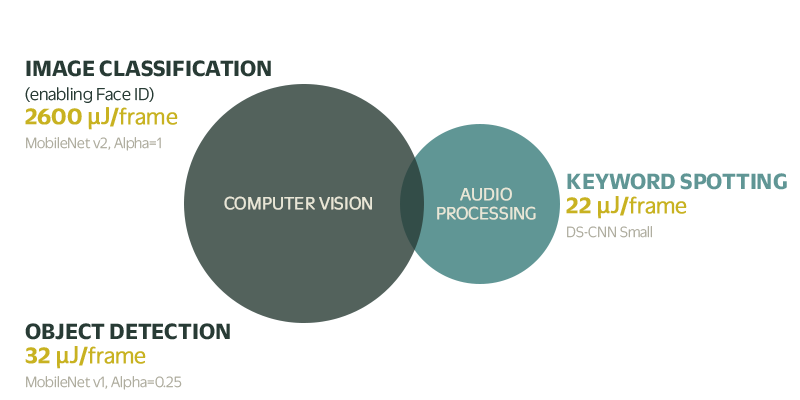 IMAGE CLASSIFICATION
(enabling Face ID)
2600 µJ/frame
MobileNet v2, Alpha=1
COMPUTER VISION
AUDIO
PROCESSING
KEYWORD SPOTTING
22 µJ/frame
DS-CNN Small
OBJECT DETECTION
32 µJ/frame
MobileNet v1, Alpha=0.25